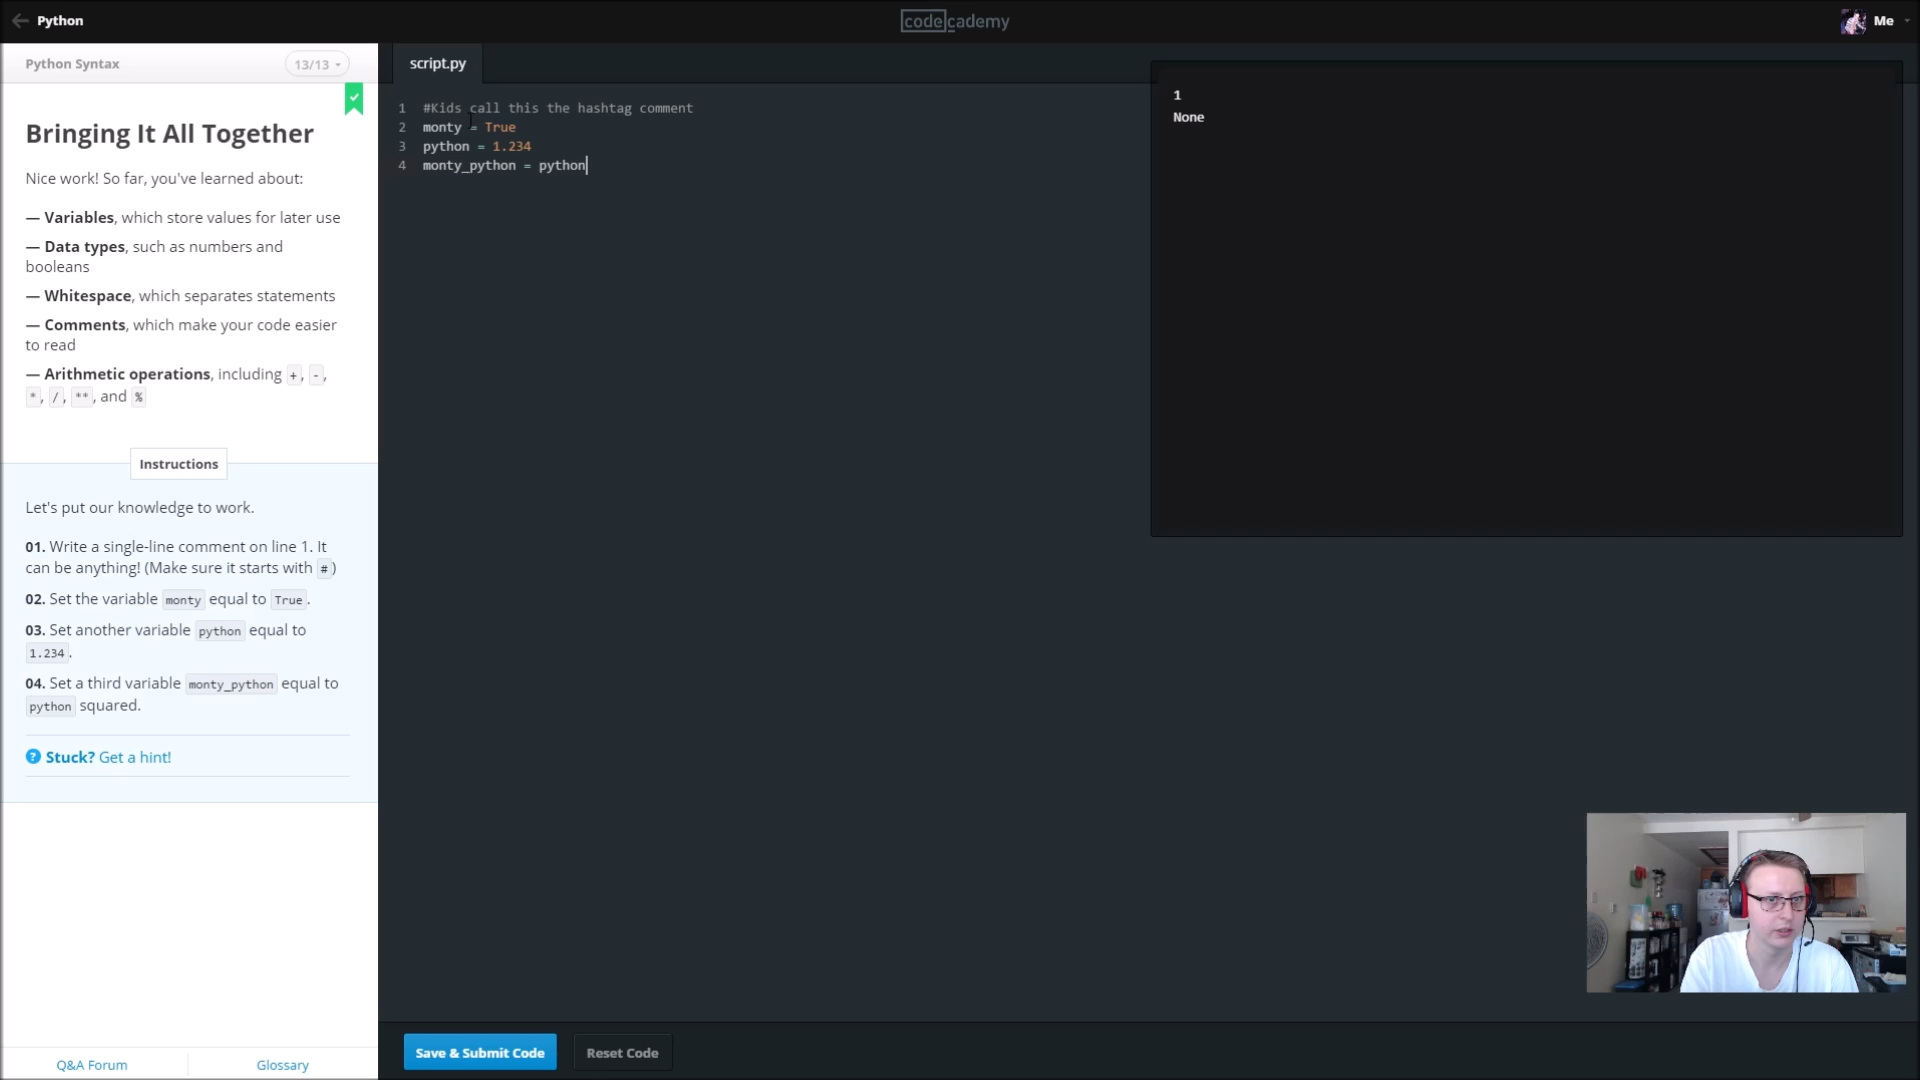 Python
codecademy
Me
Python Syntax
13/13
script.py
Bringing It All Together
Nice work! So far, you've learned about:
— Variables, which store values for later use
— Data types, such as numbers and
booleans
— Whitespace, which separates statements
— Comments, which make your code easier
to read
— Arithmetic operations, including +, -,
*, /, **, and %
Instructions
Let's put our knowledge to work.
01. Write a single-line comment on line 1. It
can be anything! (Make sure it starts with #)
02. Set the variable monty equal to True.
03. Set another variable python equal to
1.234.
04. Set a third variable monty_python equal to
python squared.
? Stuck? Get a hint!
Q&A Forum
Glossary
1 #Kids call this the hashtag comment
2 monty = True
3 python = 1.234
4 monty_python = python
1
None
Save & Submit Code
Reset Code